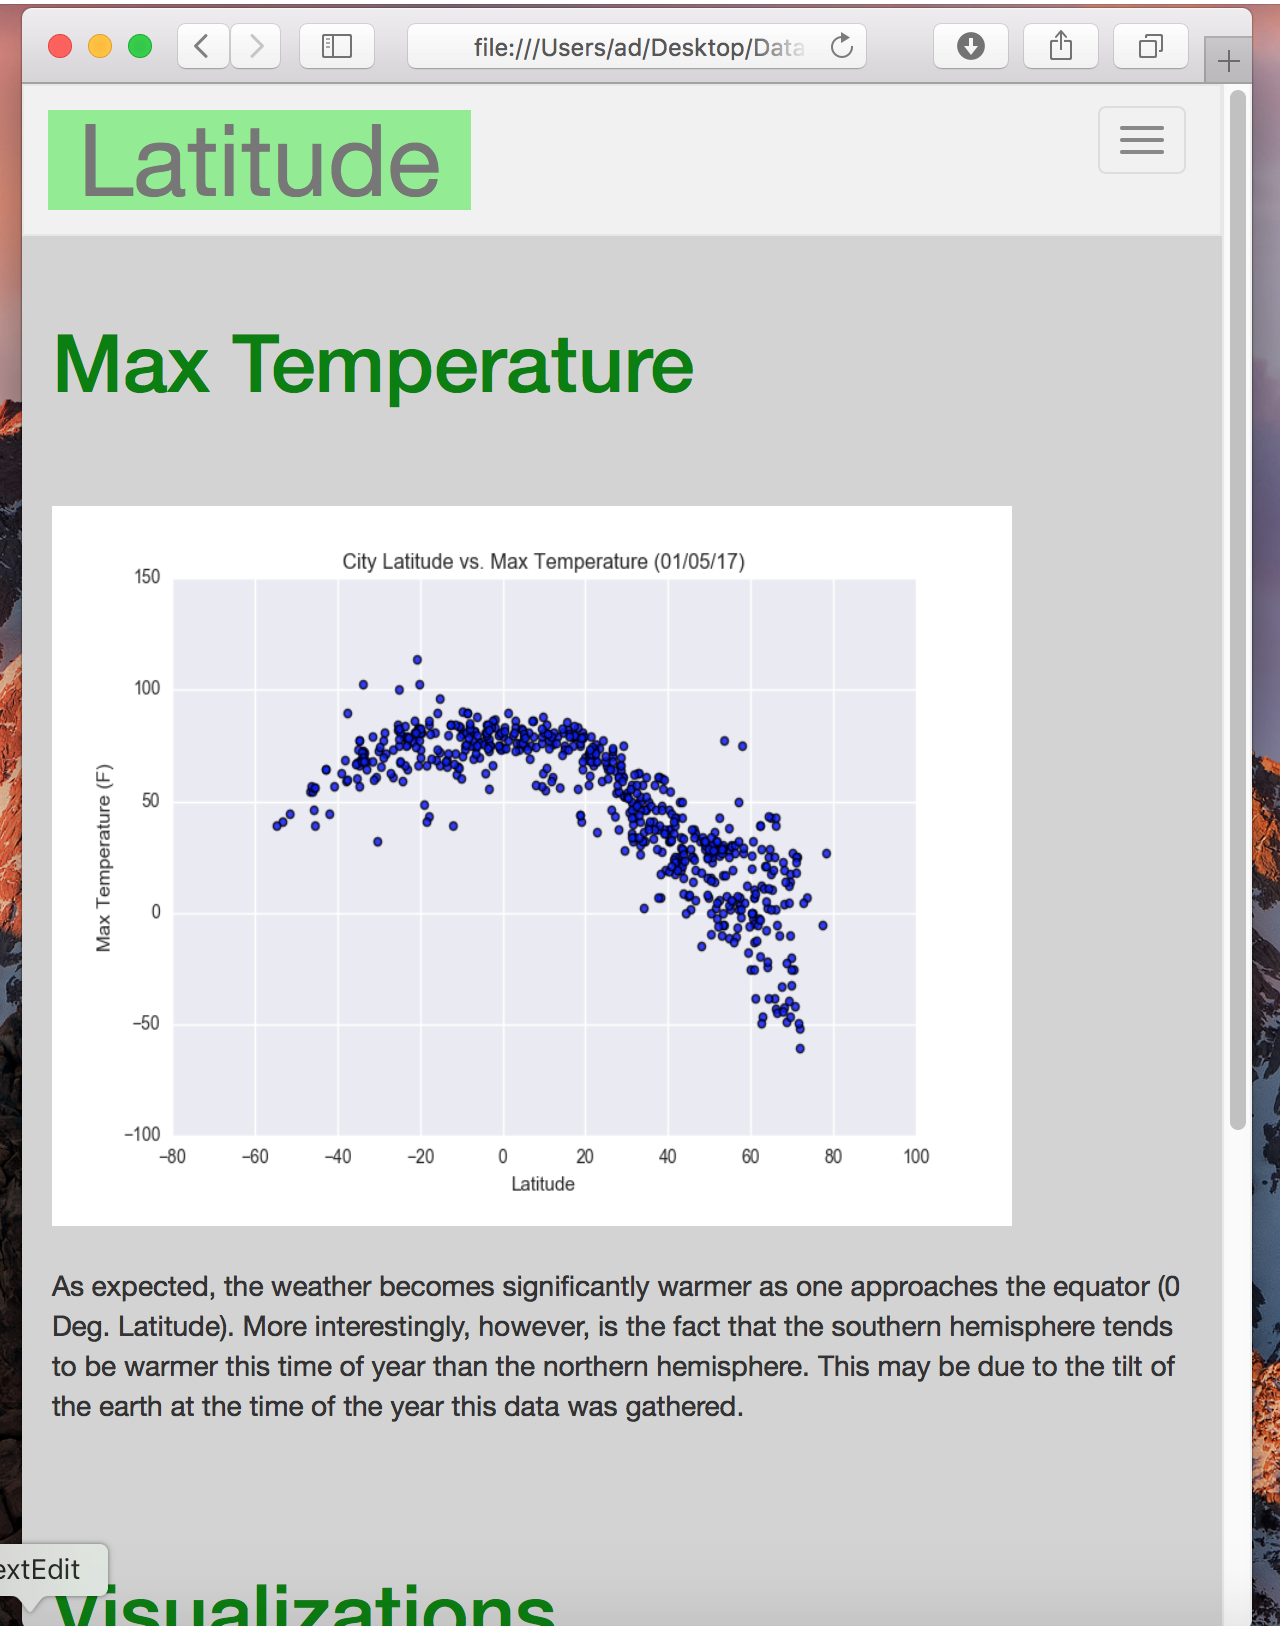 file:///Users/ad/Desktop/Data
Latitude
Max Temperature
City Latitude vs. Max Temperature (01/05/17)
150
100
50
0
−50
−100
Max Temperature (F)
−80 −60 −40 −20 0 20 40 60 80 100
Latitude
As expected, the weather becomes significantly warmer as one approaches the equator (0
Deg. Latitude). More interestingly, however, is the fact that the southern hemisphere tends
to be warmer this time of year than the northern hemisphere. This may be due to the tilt of
the earth at the time of the year this data was gathered.
extEdit
Visualizations